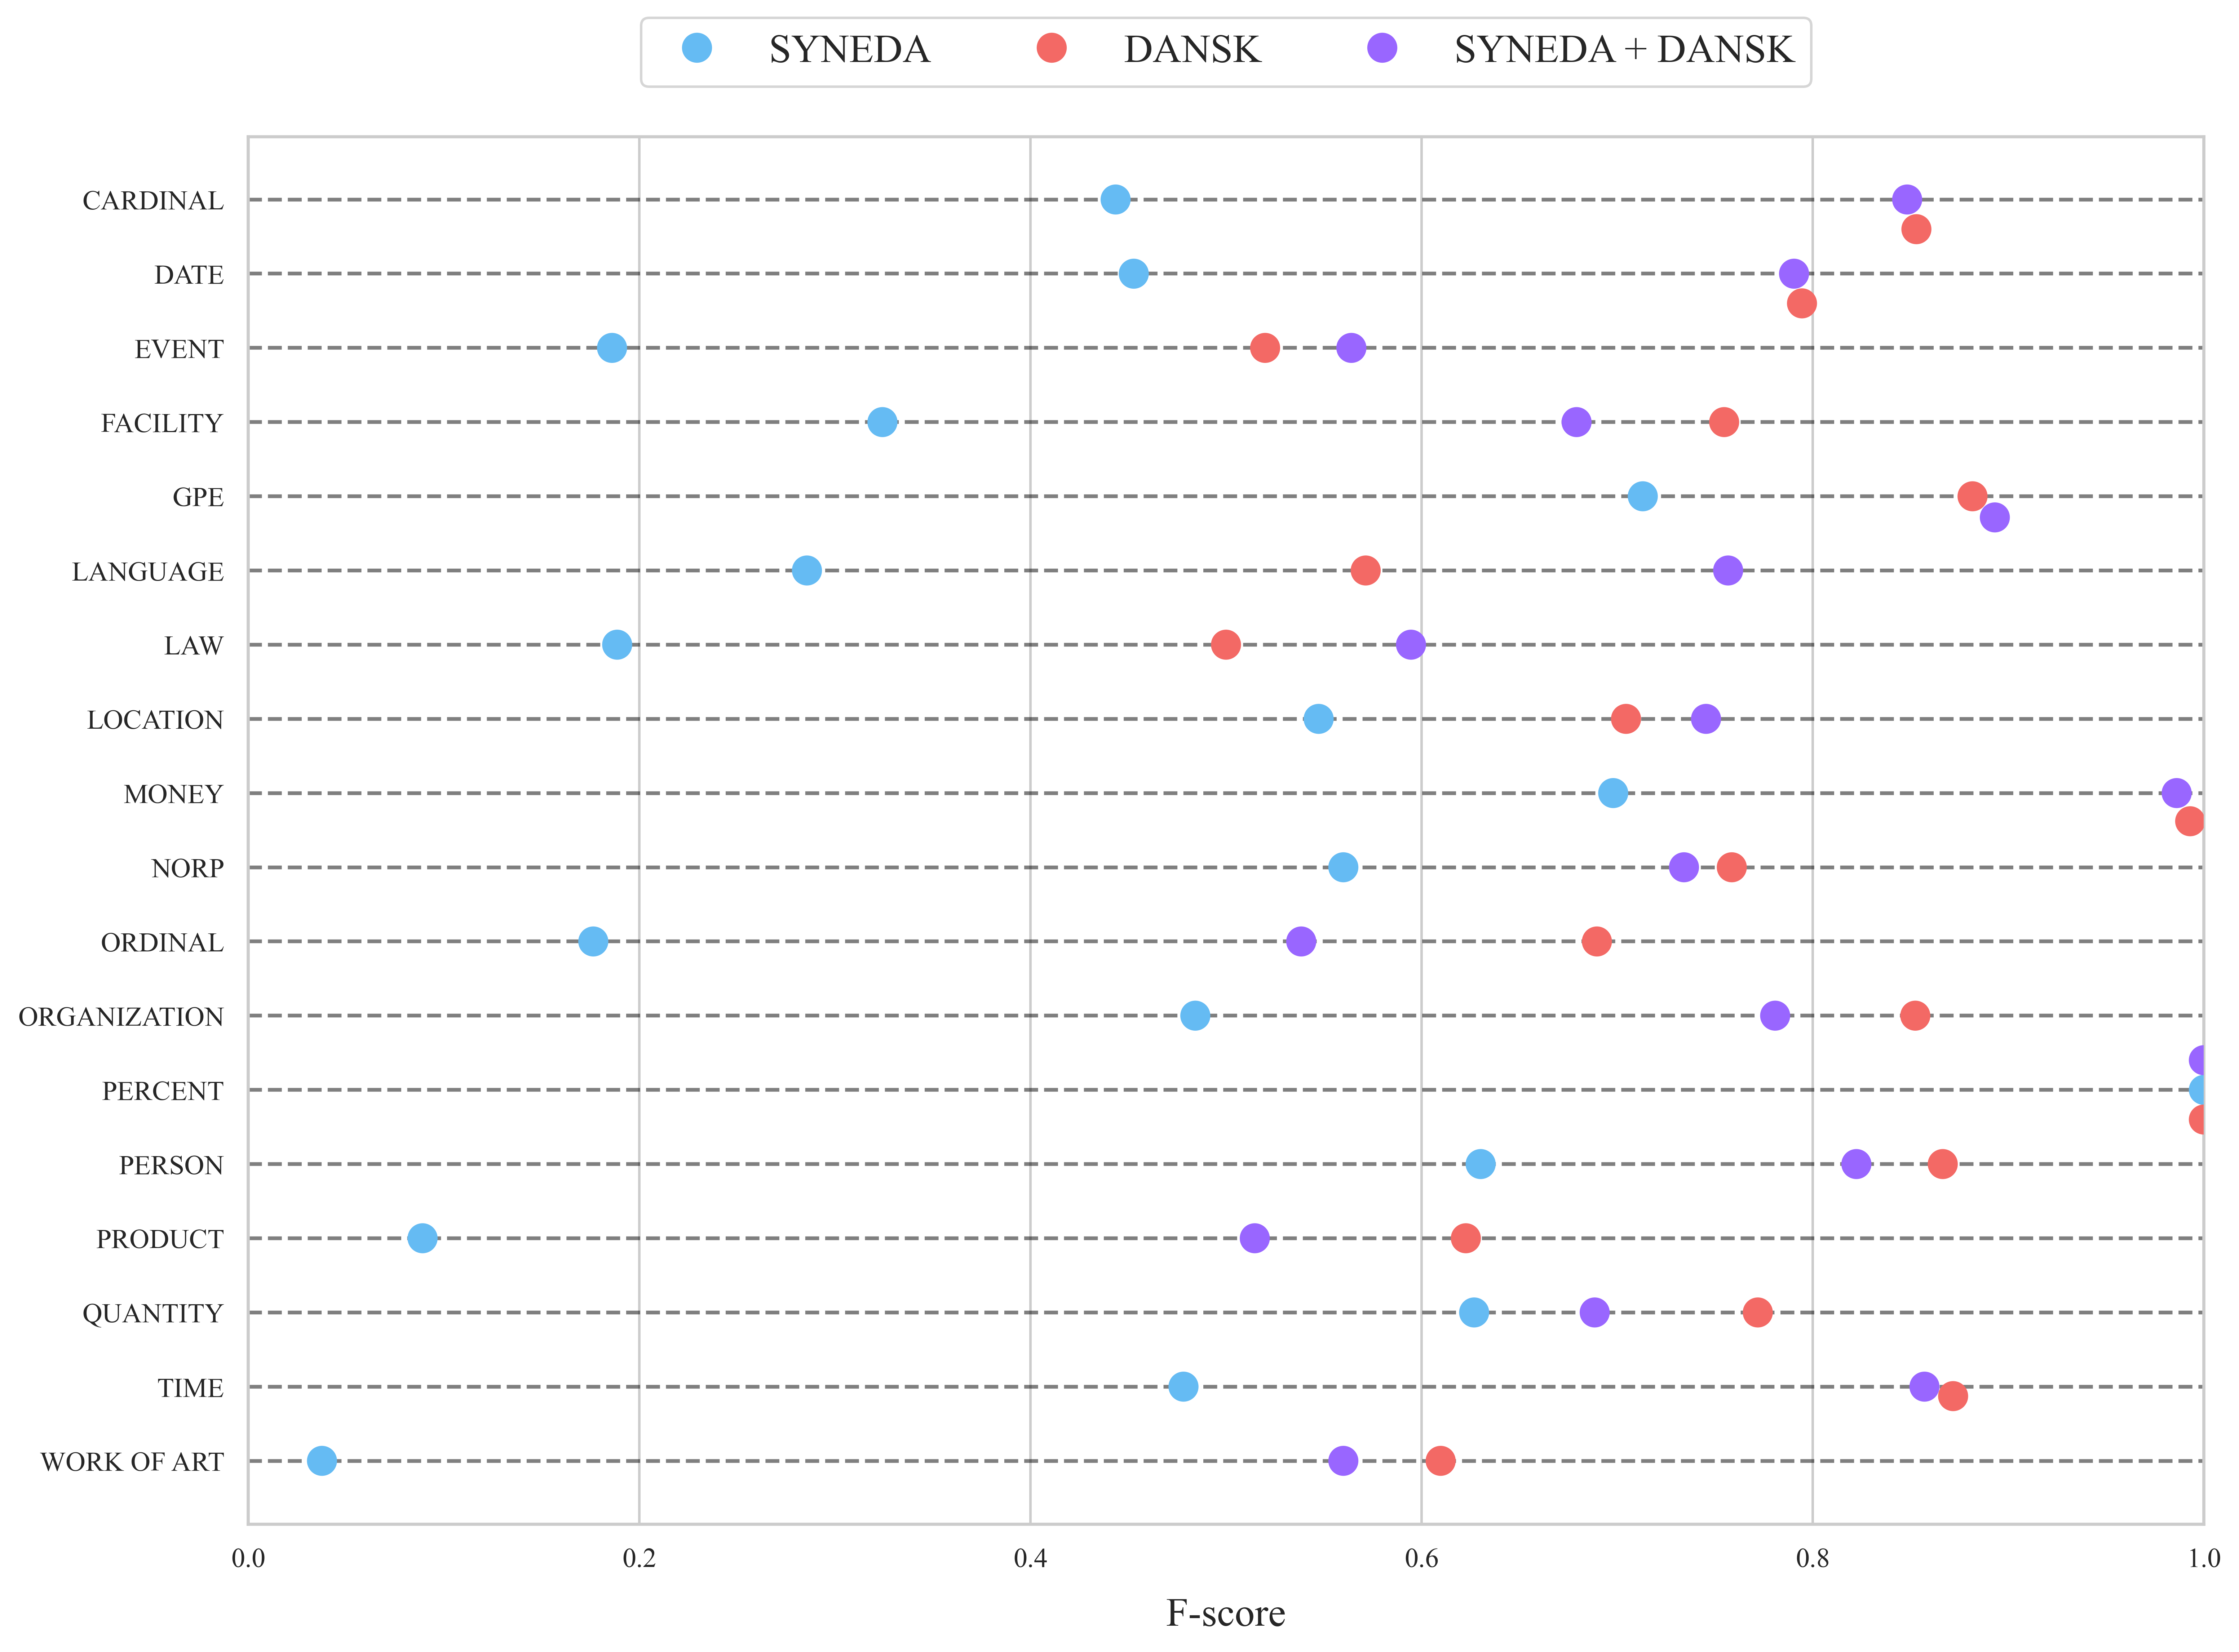 SYNEDA DANSK SYNEDA + DANSK
CARDINAL
DATE
EVENT
FACILITY
GPE
LANGUAGE
LAW
LOCATION
MONEY
NORP
ORDINAL
ORGANIZATION
PERCENT
PERSON
PRODUCT
QUANTITY
TIME
WORK OF ART
0.0 0.2 0.4 0.6 0.8 1.0
F-score